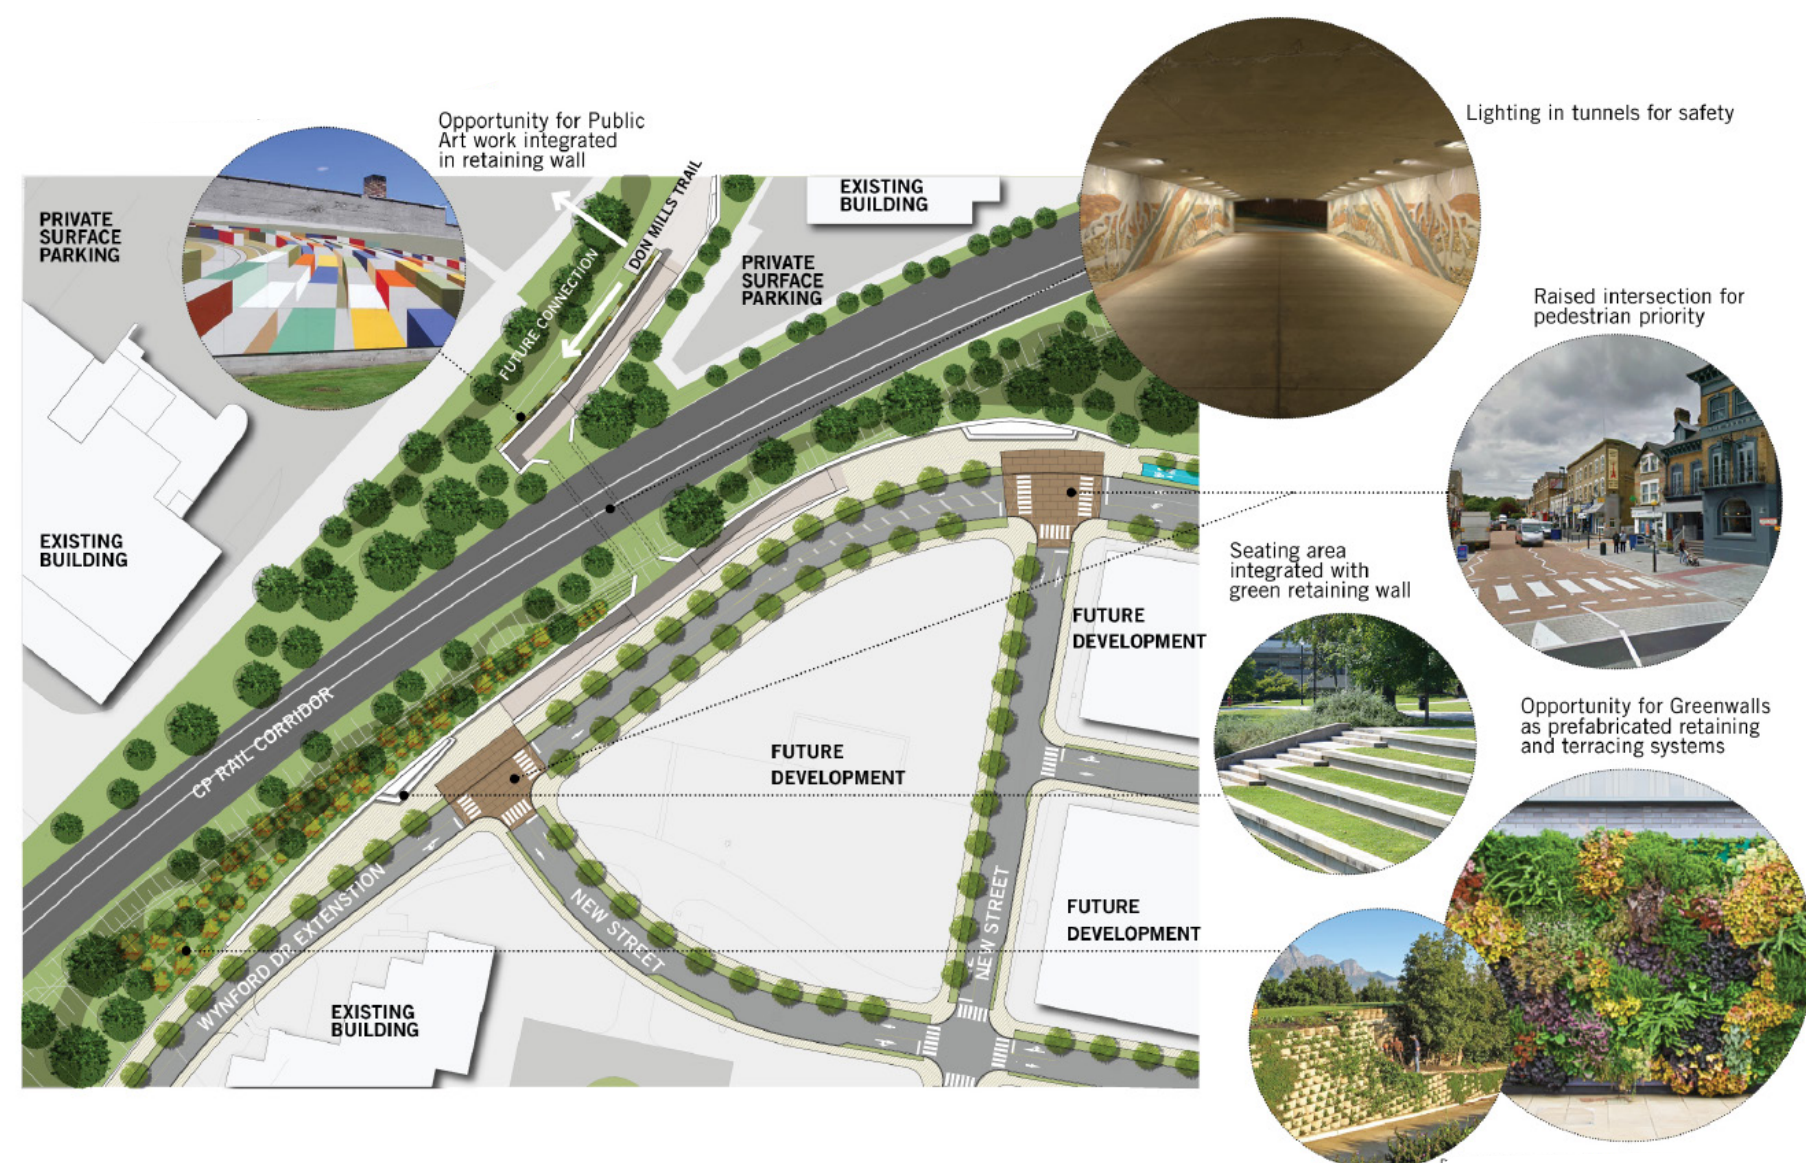 Opportunity for Public
Art work integrated
in retaining wall
Lighting in tunnels for safety
PRIVATE
SURFACE
PARKING
DON MILLS TRAIL
EXISTING
BUILDING
FUTURE CONNECTION
PRIVATE
SURFACE
PARKING
Raised intersection for
pedestrian priority
EXISTING
BUILDING
Seating area
integrated with
green retaining wall
FUTURE
DEVELOPMENT
CP RAIL CORRIDOR
FUTURE
DEVELOPMENT
Opportunity for Greenwalls
as prefabricated retaining
and terracing systems
WYNFORD DR. EXTENSTION
NEW STREET
NEW STREET
FUTURE
DEVELOPMENT
EXISTING
BUILDING